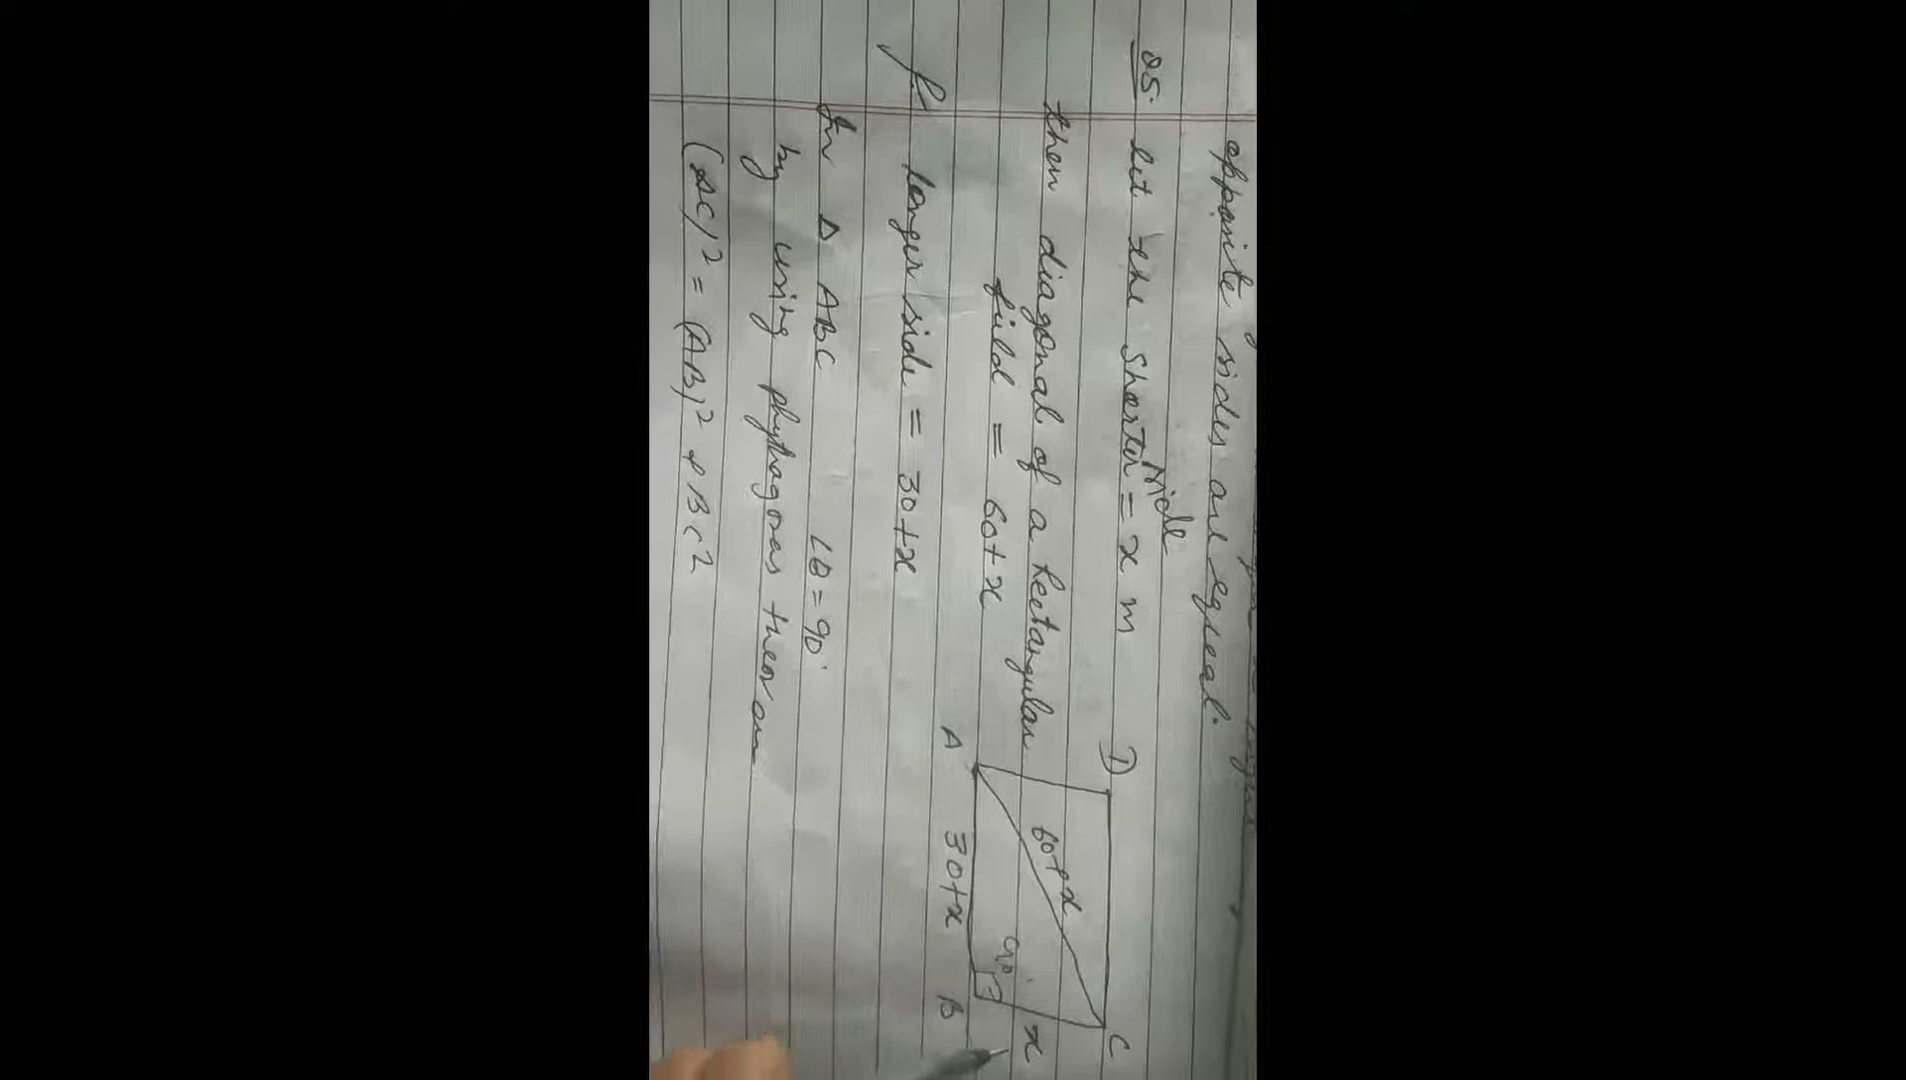 opposite sides are equal.
Q5. let the shorter side = x m
then diagonal of a Rectangular
field = 60+x
longer side = 30+x
In Δ ABC ∠B = 90°
by using phythagoras theorom
(AC)² = (AB)² + BC²
D C
60+x
90°
x
A 30+x B